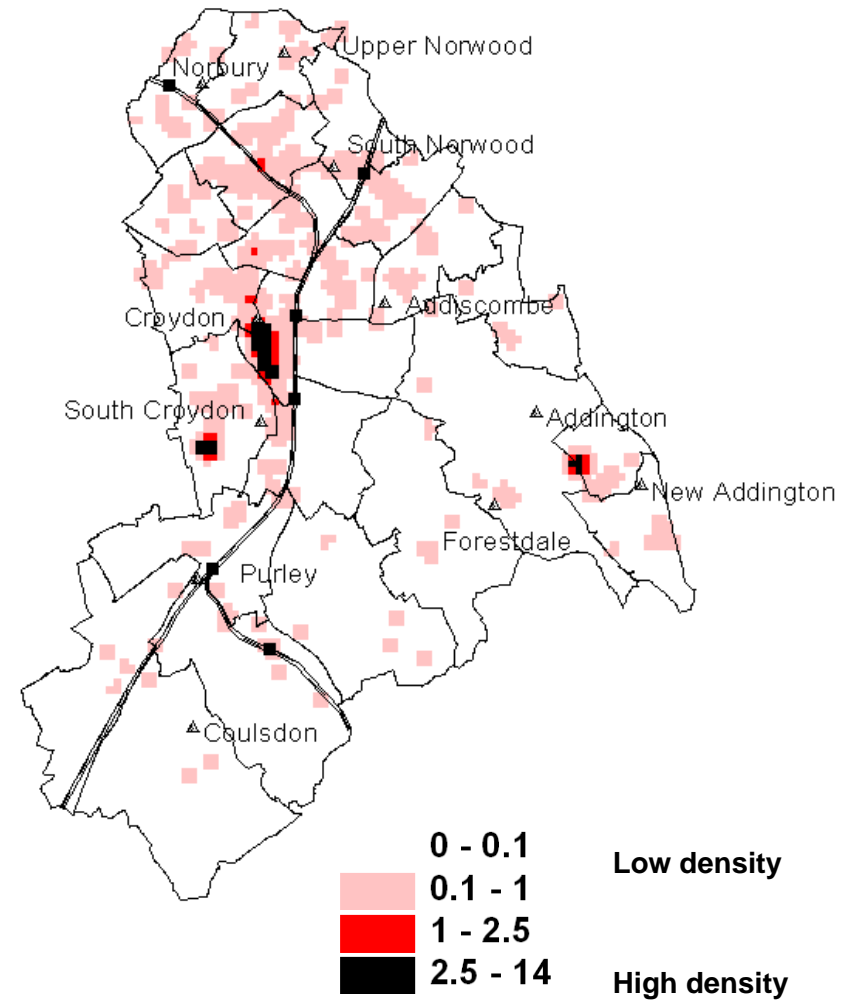 Upper Norwood
Norbury
South Norwood
Addiscombe
Croydon
South Croydon
Addington
New Addington
Forestdale
Purley
Coulsdon
0 - 0.1
Low density
0.1 - 1
1 - 2.5
2.5 - 14
High density